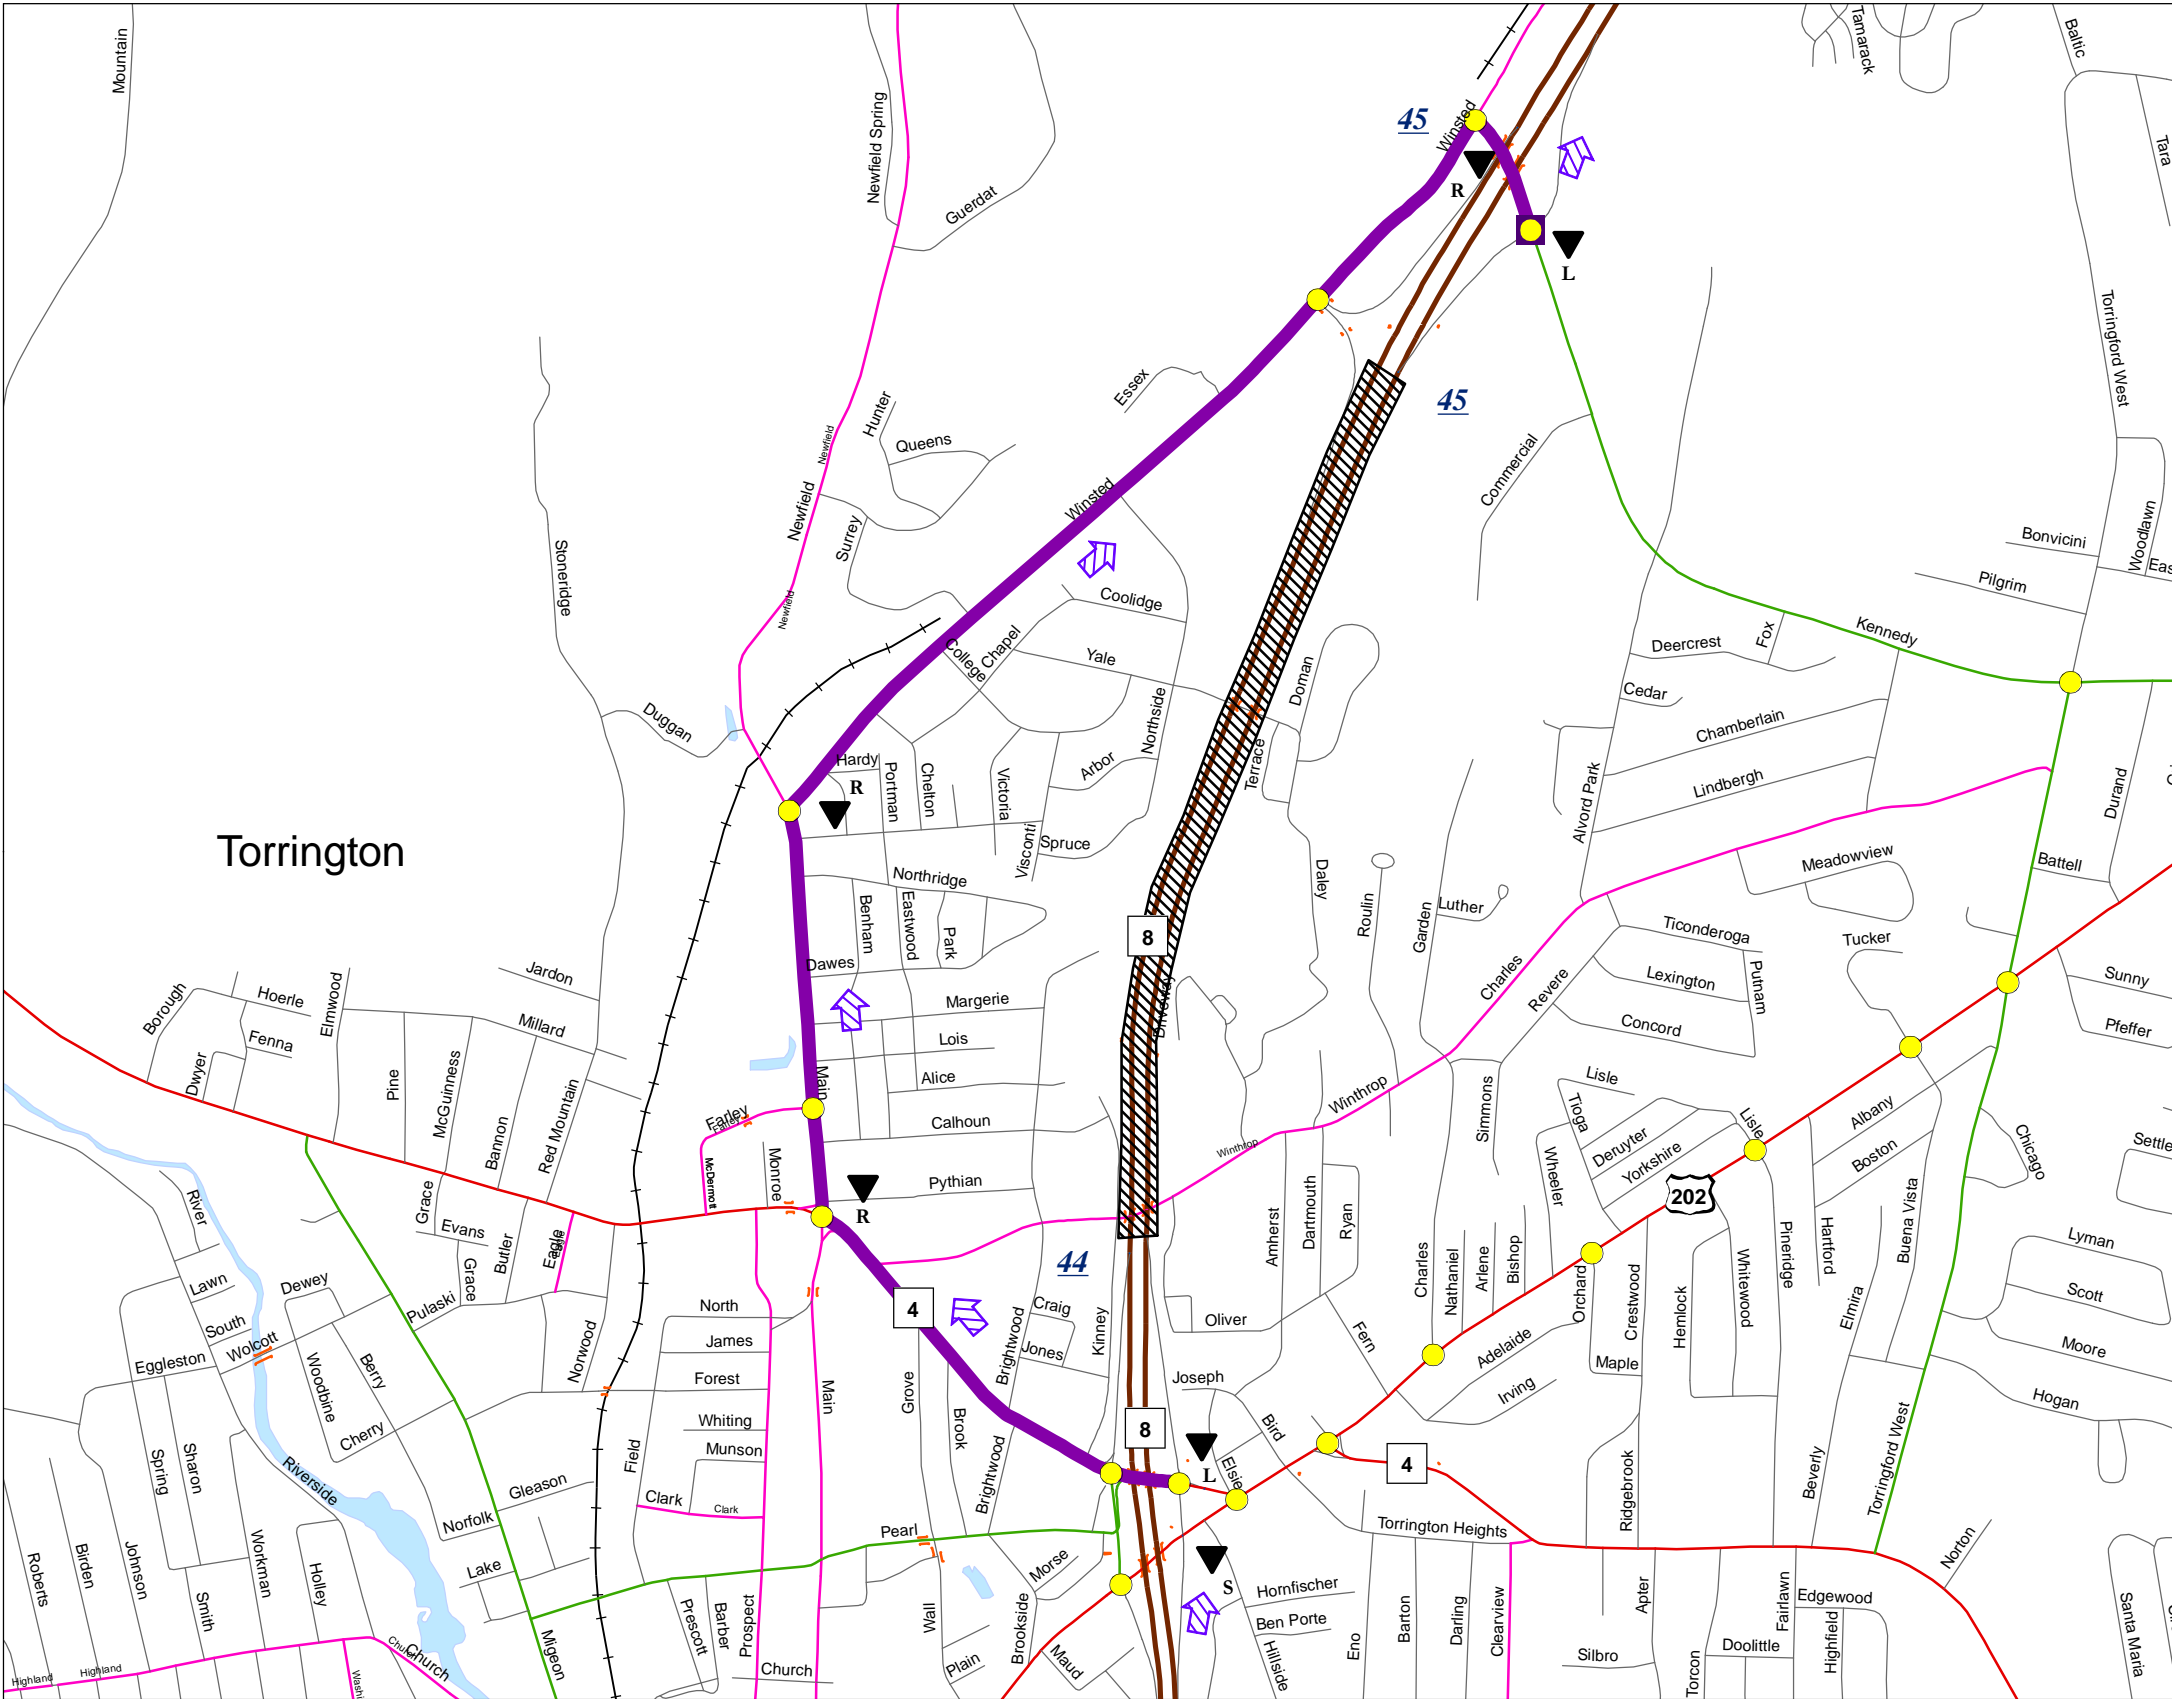 Mountain
Newfield Spring
Guerdat
Tamarack
Baltic
Tara
45
Winsted
R
L
Torringford West
Essex
45
Hunter
Queens
Newfield
Newfield
Surrey
Winsted
Commercial
Woodlawn
Bonvicini
Eas
Pilgrim
Stoneridge
Newfield
Coolidge
Chapel
College
Yale
Deercrest
Fox
Kennedy
Cedar
Doman
Duggan
Northside
Chamberlain
Terrace
Arbor
Hardy
R
Portman
Chelton
Victoria
Lindbergh
Durand
Alvord Park
Torrington
Visconti
Spruce
Meadowview
Battell
Northridge
Daley
Roulin
Garden
Luther
Benham
Eastwood
Park
8
Ticonderoga
Tucker
Dawes
Jardon
Charles
Revere
Lexington
Putnam
Sunny
Borough
Hoerle
Elmwood
Margerie
Driveway
Millard
Fenna
Lois
Concord
Pfeffer
Dwyer
Pine
McGuinness
Main
Alice
Lisle
Winthrop
Simmons
Tioga
Albany
Red Mountain
Earley
Earley
Calhoun
Lisle
Deruyter
Chicago
Settle
Bannon
Monroe
McDermott
Winthrop
Yorkshire
Boston
Wheeler
Pythian
202
River
Grace
R
Amherst
Dartmouth
Ryan
Buena Vista
Evans
Butler
Eagle
44
Charles
Nathaniel
Arlene
Bishop
Whitewood
Pineridge
Hartford
Lyman
Lawn
Dewey
Grace
Pulaski
North
4
Craig
Kinney
Oliver
Orchard
Crestwood
Hemlock
Elmira
Scott
South
Wolcott
James
Brightwood
Jones
Fern
Adelaide
Moore
Eggleston
Woodbine
Berry
Norwood
Forest
Main
Grove
Joseph
Maple
Irving
Hogan
Cherry
Whiting
Brook
8
Bird
Torringford West
Spring
Sharon
Field
Munson
Brightwood
L
Elsie
4
Beverly
Riverside
Gleason
Clark
Clark
Ridgebrook
Norfolk
Pearl
Torrington Heights
Roberts
Birden
Johnson
Workman
Holley
Lake
Morse
S
Norton
Smith
Prescott
Barber
Prospect
Wall
Brookside
Hornfischer
Apter
Fairlawn
Edgewood
Ben Porte
Eno
Barton
Darling
Clearview
Highfield
Santa Maria
Highland
Highland
Church
Church
Migeon
Church
Plain
Maud
Hillside
Silbro
Torcon
Doolittle